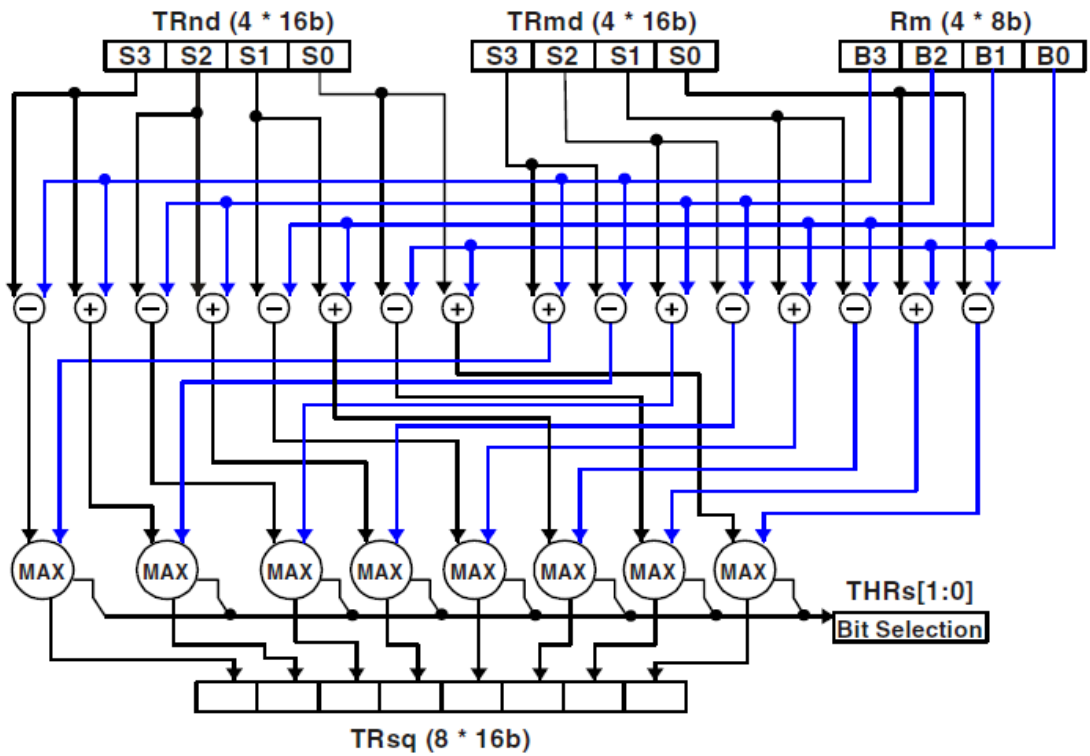 TRnd (4 * 16b) TRmd (4 * 16b) Rm (4 * 8b)
S3 S2 S1 S0 S3 S2 S1 S0 B3 B2 B1 B0
− + − + − + − + + − + − + − + −
MAX MAX MAX MAX MAX MAX MAX MAX
THRs[1:0]
Bit Selection
TRsq (8 * 16b)